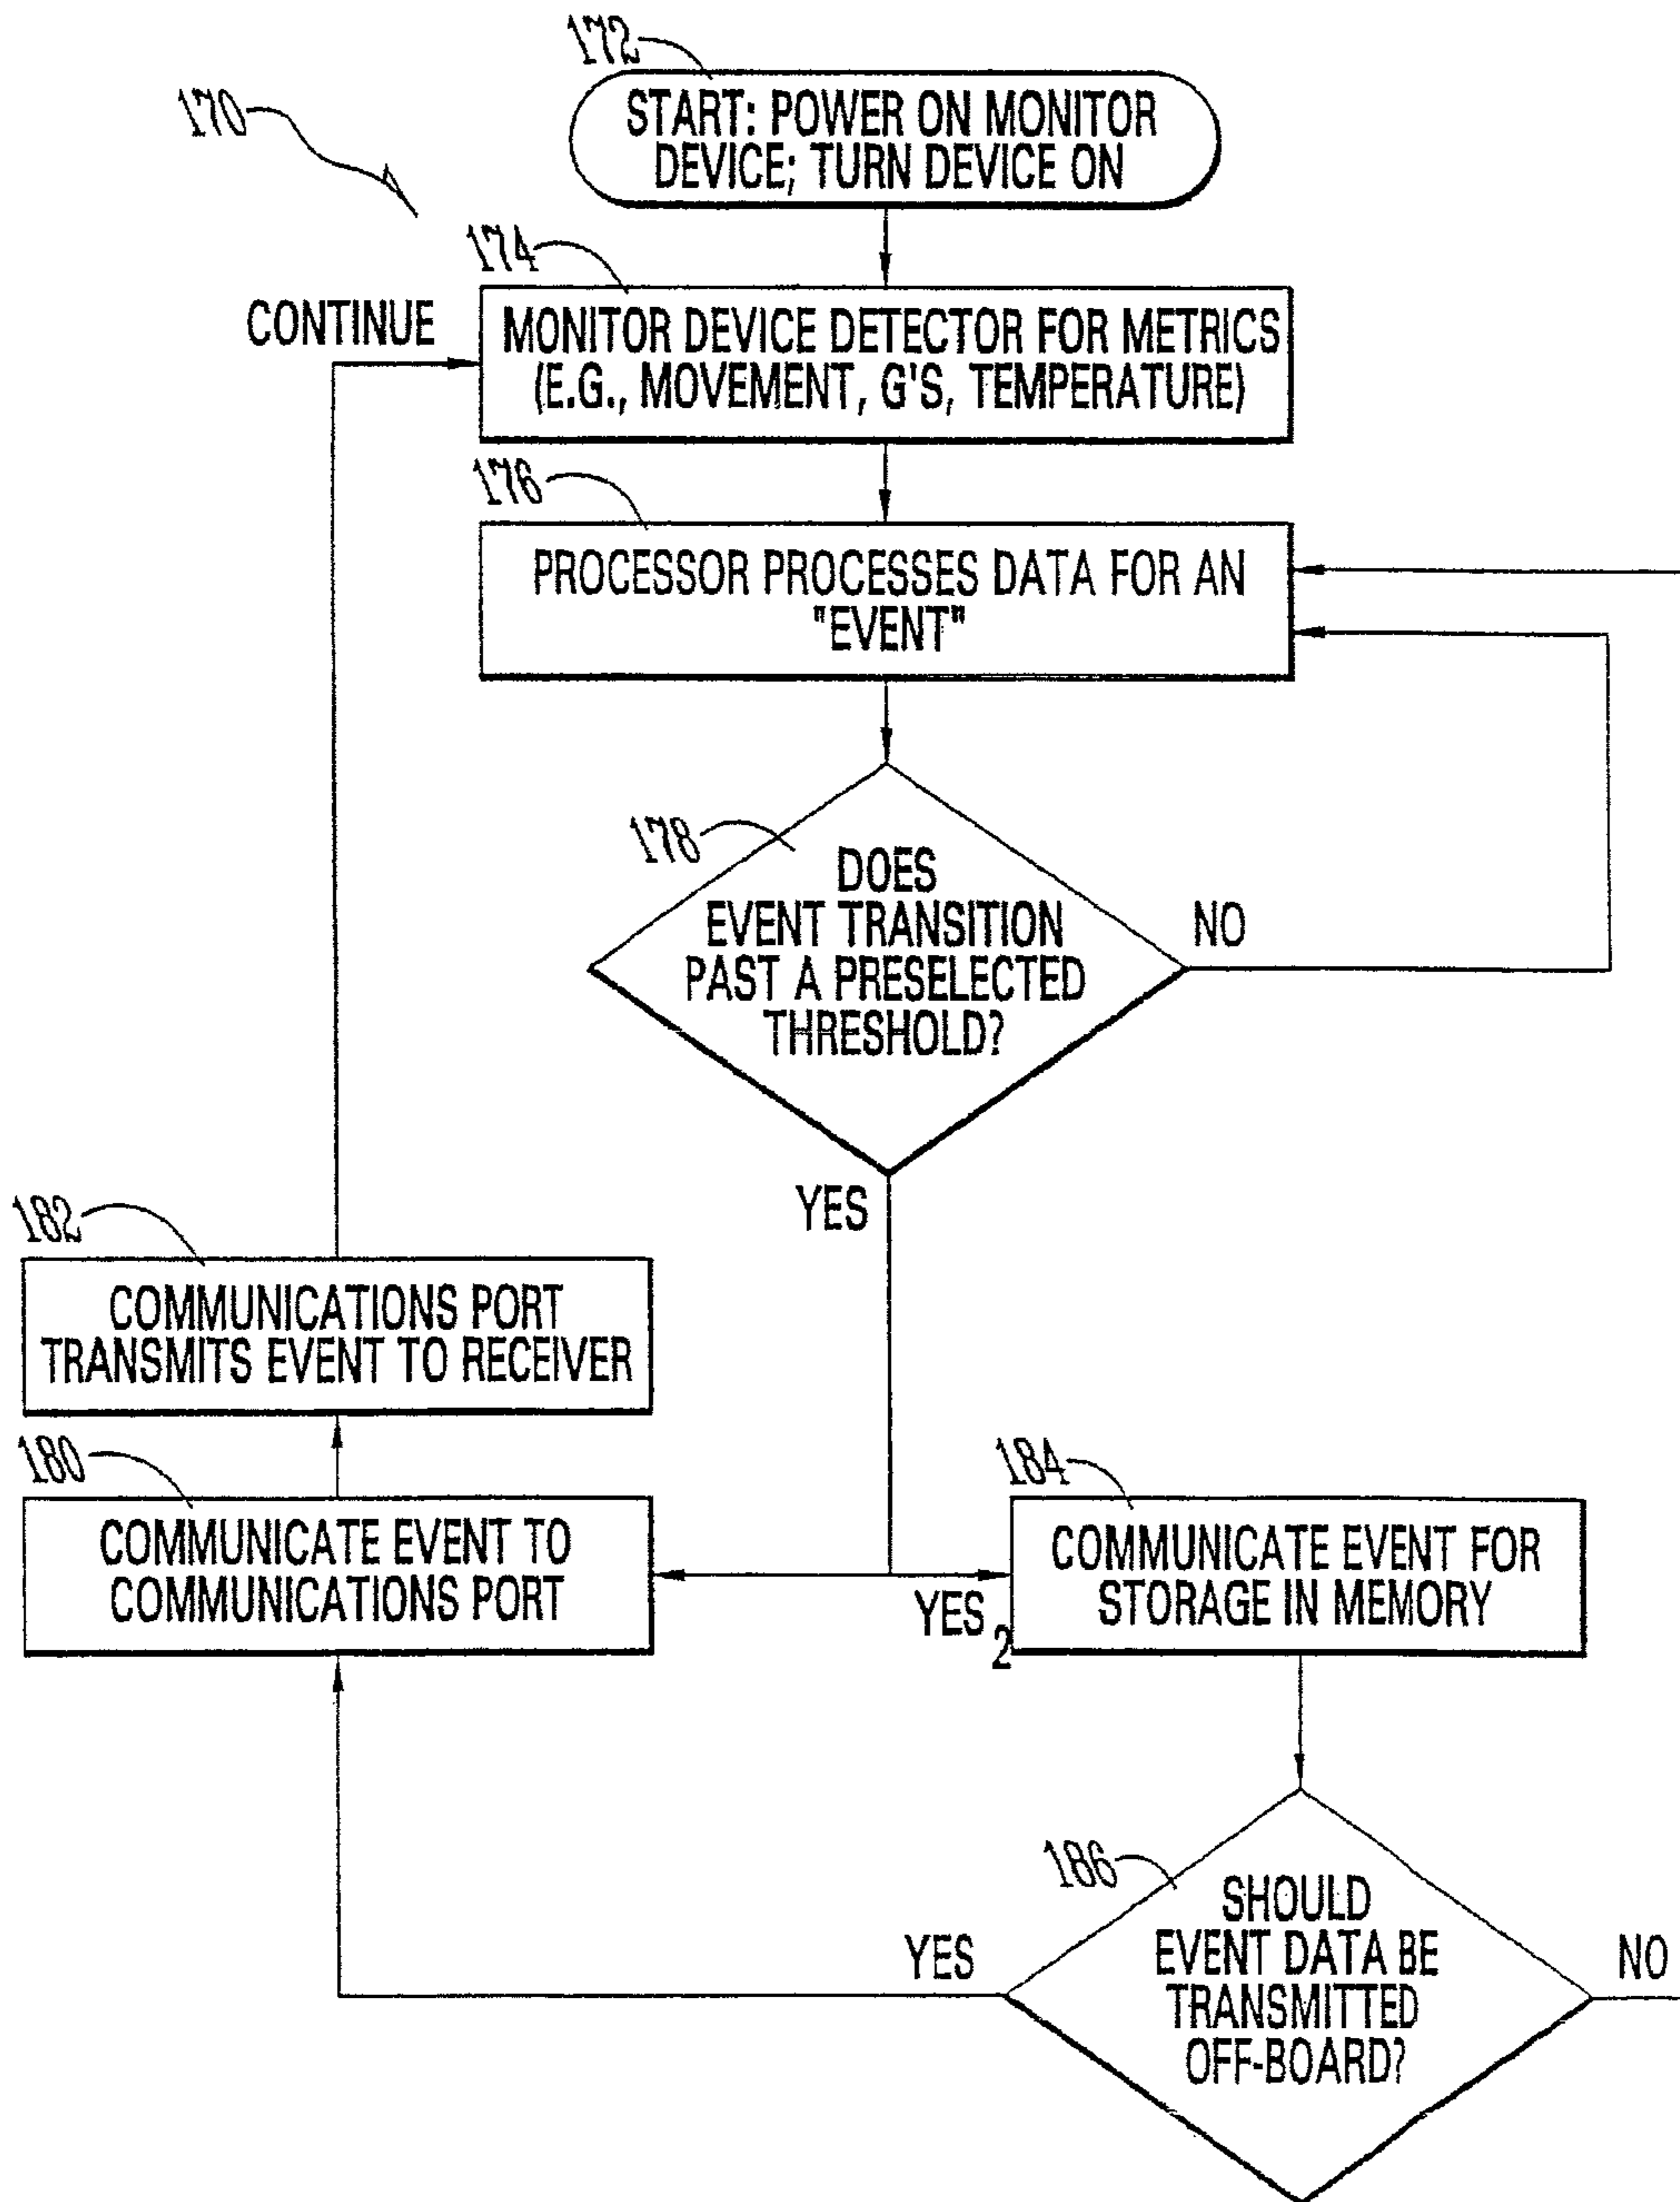 170
172
START: POWER ON MONITOR
DEVICE; TURN DEVICE ON
174
CONTINUE
MONITOR DEVICE DETECTOR FOR METRICS
(E.G., MOVEMENT, G'S, TEMPERATURE)
176
PROCESSOR PROCESSES DATA FOR AN
"EVENT"
178
DOES
EVENT TRANSITION
PAST A PRESELECTED
THRESHOLD?
NO
YES
182
COMMUNICATIONS PORT
TRANSMITS EVENT TO RECEIVER
180
COMMUNICATE EVENT TO
COMMUNICATIONS PORT
184
COMMUNICATE EVENT FOR
STORAGE IN MEMORY
YES
2
186
SHOULD
EVENT DATA BE
TRANSMITTED
OFF-BOARD?
YES
NO